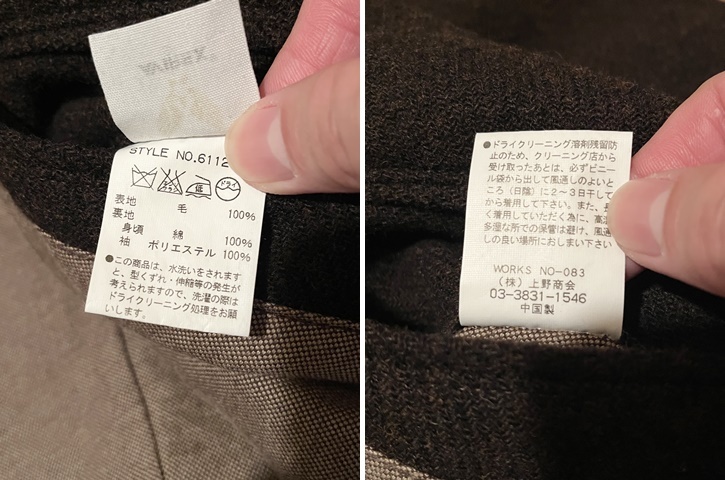 STYLE NO.6112
低
ドライ
表地 毛 100%
裏地
身頃 綿 100%
袖 ポリエステル 100%
●この商品は、水洗いをされます
と、型くずれ・伸縮等の発生が
考えられますので、洗濯の際は
ドライクリーニング処理をお願
いします。
●ドライクリーニング溶剤残留防
止のため、クリーニング店から
受け取ったあとは、必ずビニー
ル袋から出して風通しのよいと
ころ(日陰)に2〜3日干して
から着用して下さい。また、長
く着用していただく為に、高温
多湿な所での保管は避け、風通
しの良い場所におしまい下さい
WORKS NO-083
(株)上野商会
03-3831-1546
中国製